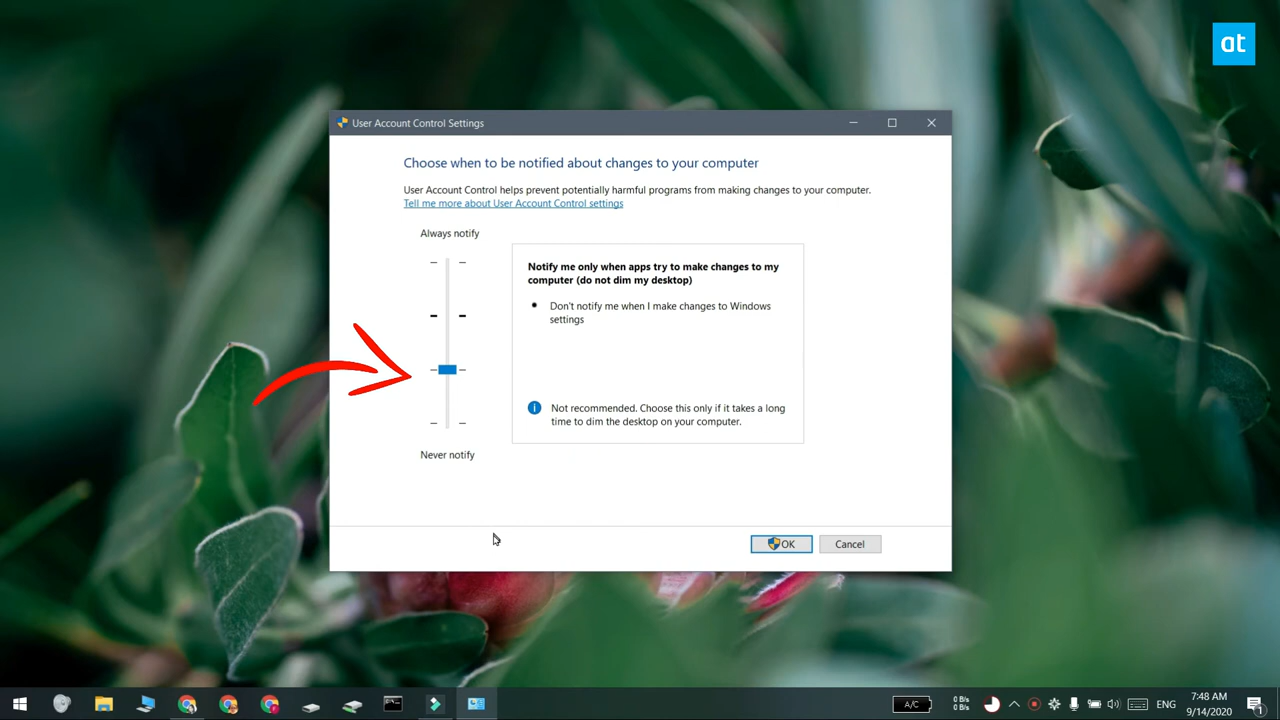 at
User Account Control Settings
Choose when to be notified about changes to your computer
User Account Control helps prevent potentially harmful programs from making changes to your computer.
Tell me more about User Account Control settings
Always notify
Notify me only when apps try to make changes to my
computer (do not dim my desktop)
Don't notify me when I make changes to Windows
settings
Not recommended. Choose this only if it takes a long
time to dim the desktop on your computer.
Never notify
OK
Cancel
A/C
0 B/s
0 B/s
ENG
7:48 AM
9/14/2020
1